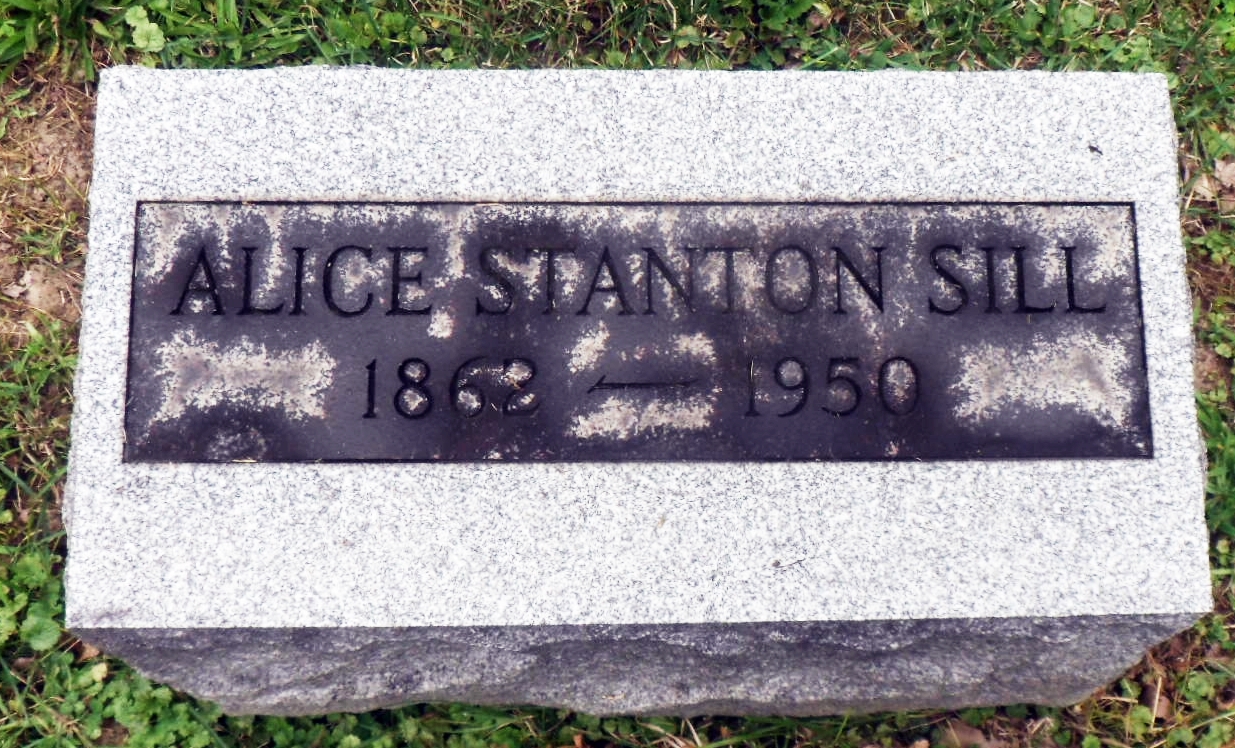 ALICE STANTON SILL
1862 — 1950